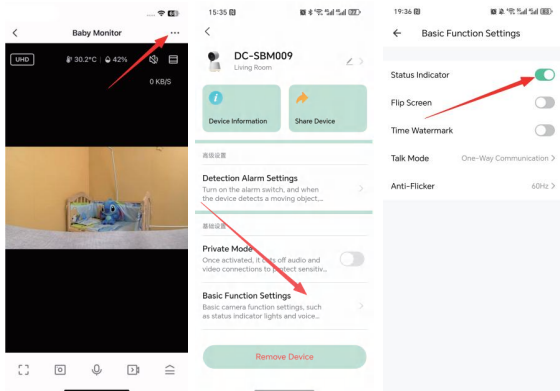 Baby Monitor
UHD
30.2°C
42%
0 KB/S
15:35
DC-SBM009
Living Room
Device Information
Share Device
高级设置
Detection Alarm Settings
Turn on the alarm switch, and when
the device detects a moving object,...
基础设置
Private Mode
Once activated, it cuts off audio and
video connections to protect sensitiv...
Basic Function Settings
Basic camera function settings, such
as status indicator lights and voice...
Remove Device
19:36
Basic Function Settings
Status Indicator
Flip Screen
Time Watermark
Talk Mode One-Way Communication >
Anti-Flicker 60Hz >